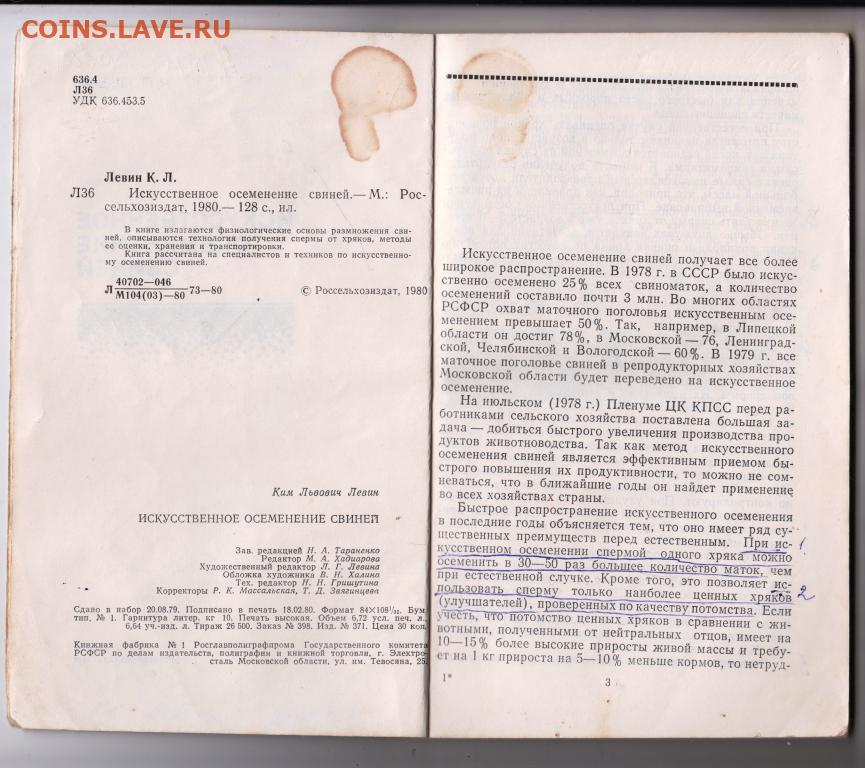 COINS.LAVE.RU
636.4
Л36
УДК 636.453.5
Левин К. Л.
Л36 Искусственное осеменение свиней.— М.: Рос-
сельхозиздат, 1980.— 128 с., ил.
В книге излагаются физиологические основы размножения сви-
ней, описываются технология получения спермы от хряков, методы
ее оценки, хранения и транспортировки.
Книга рассчитана на специалистов и техников по искусственно-
му осеменению свиней.
Л 40702—046
М104(03)—80 73—80
© Россельхозиздат, 1980
Ким Львович Левин
ИСКУССТВЕННОЕ ОСЕМЕНЕНИЕ СВИНЕЙ
Зав. редакцией Н. А. Тараненко
Редактор М. А. Хадиарова
Художественный редактор Л. Г. Левина
Обложка художника В. Н. Халина
Тех. редактор Н. Н. Гришутина
Корректоры Р. К. Массальская, Т. Д. Звягинцева
Сдано в набор 20.08.79. Подписано в печать 18.02.80. Формат 84×108¹/₃₂. Бум.
тип. № 1. Гарнитура литер. кг 10. Печать высокая. Объем 6,72 усл. печ. л.,
6,64 уч.-изд. л. Тираж 26 500. Заказ № 398. Изд. № 371. Цена 30 коп.
Книжная фабрика № 1 Росглавполиграфпрома Государственного комитета
РСФСР по делам издательств, полиграфии и книжной торговли, г. Электро-
сталь Московской области, ул. им. Тевосяна, 25.
Искусственное осеменение свиней получает все более
широкое распространение. В 1978 г. в СССР было искус-
ственно осеменено 25% всех свиноматок, а количество
осеменений составило почти 3 млн. Во многих областях
РСФСР охват маточного поголовья искусственным осе-
менением превышает 50%. Так, например, в Липецкой
области он достиг 78%, в Московской — 76, Ленинград-
ской, Челябинской и Вологодской — 60%. В 1979 г. все
маточное поголовье свиней в репродукторных хозяйствах
Московской области будет переведено на искусственное
осеменение.
На июльском (1978 г.) Пленуме ЦК КПСС перед ра-
ботниками сельского хозяйства поставлена большая за-
дача — добиться быстрого увеличения производства про-
дуктов животноводства. Так как метод искусственного
осеменения свиней является эффективным приемом бы-
строго повышения их продуктивности, то можно не сом-
неваться, что в ближайшие годы он найдет применение
во всех хозяйствах страны.
Быстрое распространение искусственного осеменения
в последние годы объясняется тем, что оно имеет ряд су-
щественных преимуществ перед естественным. При ис- 1
кусственном осеменении спермой одного хряка можно
осеменить в 30—50 раз большее количество маток, чем
при естественной случке. Кроме того, это позволяет ис-
пользовать сперму только наиболее ценных хряков 2
(улучшателей), проверенных по качеству потомства. Если
учесть, что потомство ценных хряков в сравнении с жи-
вотными, полученными от нейтральных отцов, имеет на
10—15% более высокие приросты живой массы и требу-
ет на 1 кг прироста на 5—10% меньше кормов, то нетруд-
1*
3